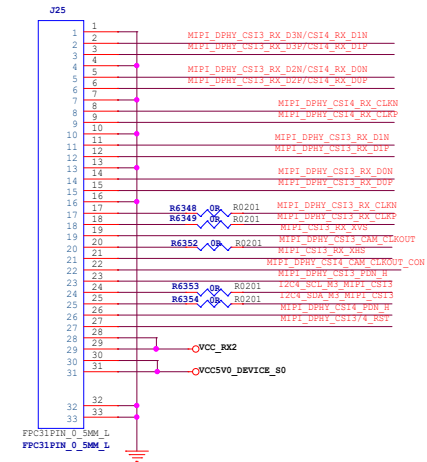 J25
1 1
2 2 MIPI_DPHY_CSI3_RX_D3N/CSI4_RX_D1N
3 3 MIPI_DPHY_CSI3_RX_D3P/CSI4_RX_D1P
4 4
5 5 MIPI_DPHY_CSI3_RX_D2N/CSI4_RX_D0N
6 6 MIPI_DPHY_CSI3_RX_D2P/CSI4_RX_D0P
7 7
8 8 MIPI_DPHY_CSI4_RX_CLKN
9 9 MIPI_DPHY_CSI4_RX_CLKP
10 10
11 11 MIPI_DPHY_CSI3_RX_D1N
12 12 MIPI_DPHY_CSI3_RX_D1P
13 13
14 14 MIPI_DPHY_CSI3_RX_D0N
15 15 MIPI_DPHY_CSI3_RX_D0P
16 16
17 17 R6348 0R R0201 MIPI_DPHY_CSI3_RX_CLKN
18 18 R6349 0R R0201 MIPI_DPHY_CSI3_RX_CLKP
19 19 MIPI_CSI3_RX_XVS
20 20 R6352 0R R0201 MIPI_DPHY_CSI3_CAM_CLKOUT
21 21 MIPI_CSI3_RX_XHS
22 22 MIPI_DPHY_CSI4_CAM_CLKOUT_CON
23 23 MIPI_DPHY_CSI3_PDN_H
24 24 R6353 0R R0201 I2C4_SCL_M3_MIPI_CSI3
25 25 R6354 0R R0201 I2C4_SDA_M3_MIPI_CSI3
26 26 MIPI_DPHY_CSI4_PDN_H
27 27 MIPI_DPHY_CSI3/4_RST
28 28
29 29 VCC_RX2
30 30
31 31 VCC5V0_DEVICE_S0
32 32
33 33
FPC31PIN_0_5MM_L
FPC31PIN_0_5MM_L